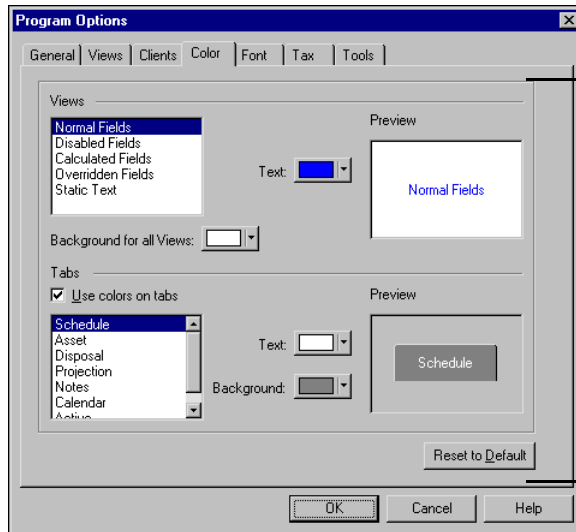 Program Options
General Views Clients Color Font Tax Tools
Views
Normal Fields
Disabled Fields
Calculated Fields
Overridden Fields
Static Text
Text:
Preview
Normal Fields
Background for all Views:
Tabs
Use colors on tabs
Schedule
Asset
Disposal
Projection
Notes
Calendar
Active
Text:
Background:
Preview
Schedule
Reset to Default
OK Cancel Help